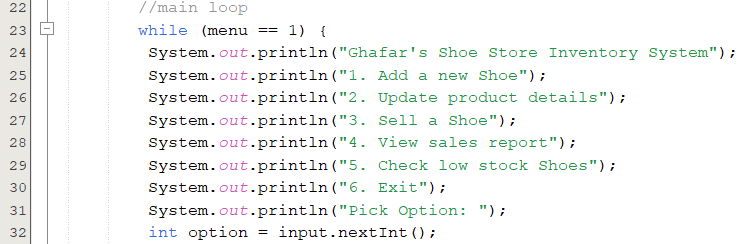 22 //main loop
23 while (menu == 1) {
24 System.out.println("Ghafar's Shoe Store Inventory System");
25 System.out.println("1. Add a new Shoe");
26 System.out.println("2. Update product details");
27 System.out.println("3. Sell a Shoe");
28 System.out.println("4. View sales report");
29 System.out.println("5. Check low stock Shoes");
30 System.out.println("6. Exit");
31 System.out.println("Pick Option: ");
32 int option = input.nextInt();